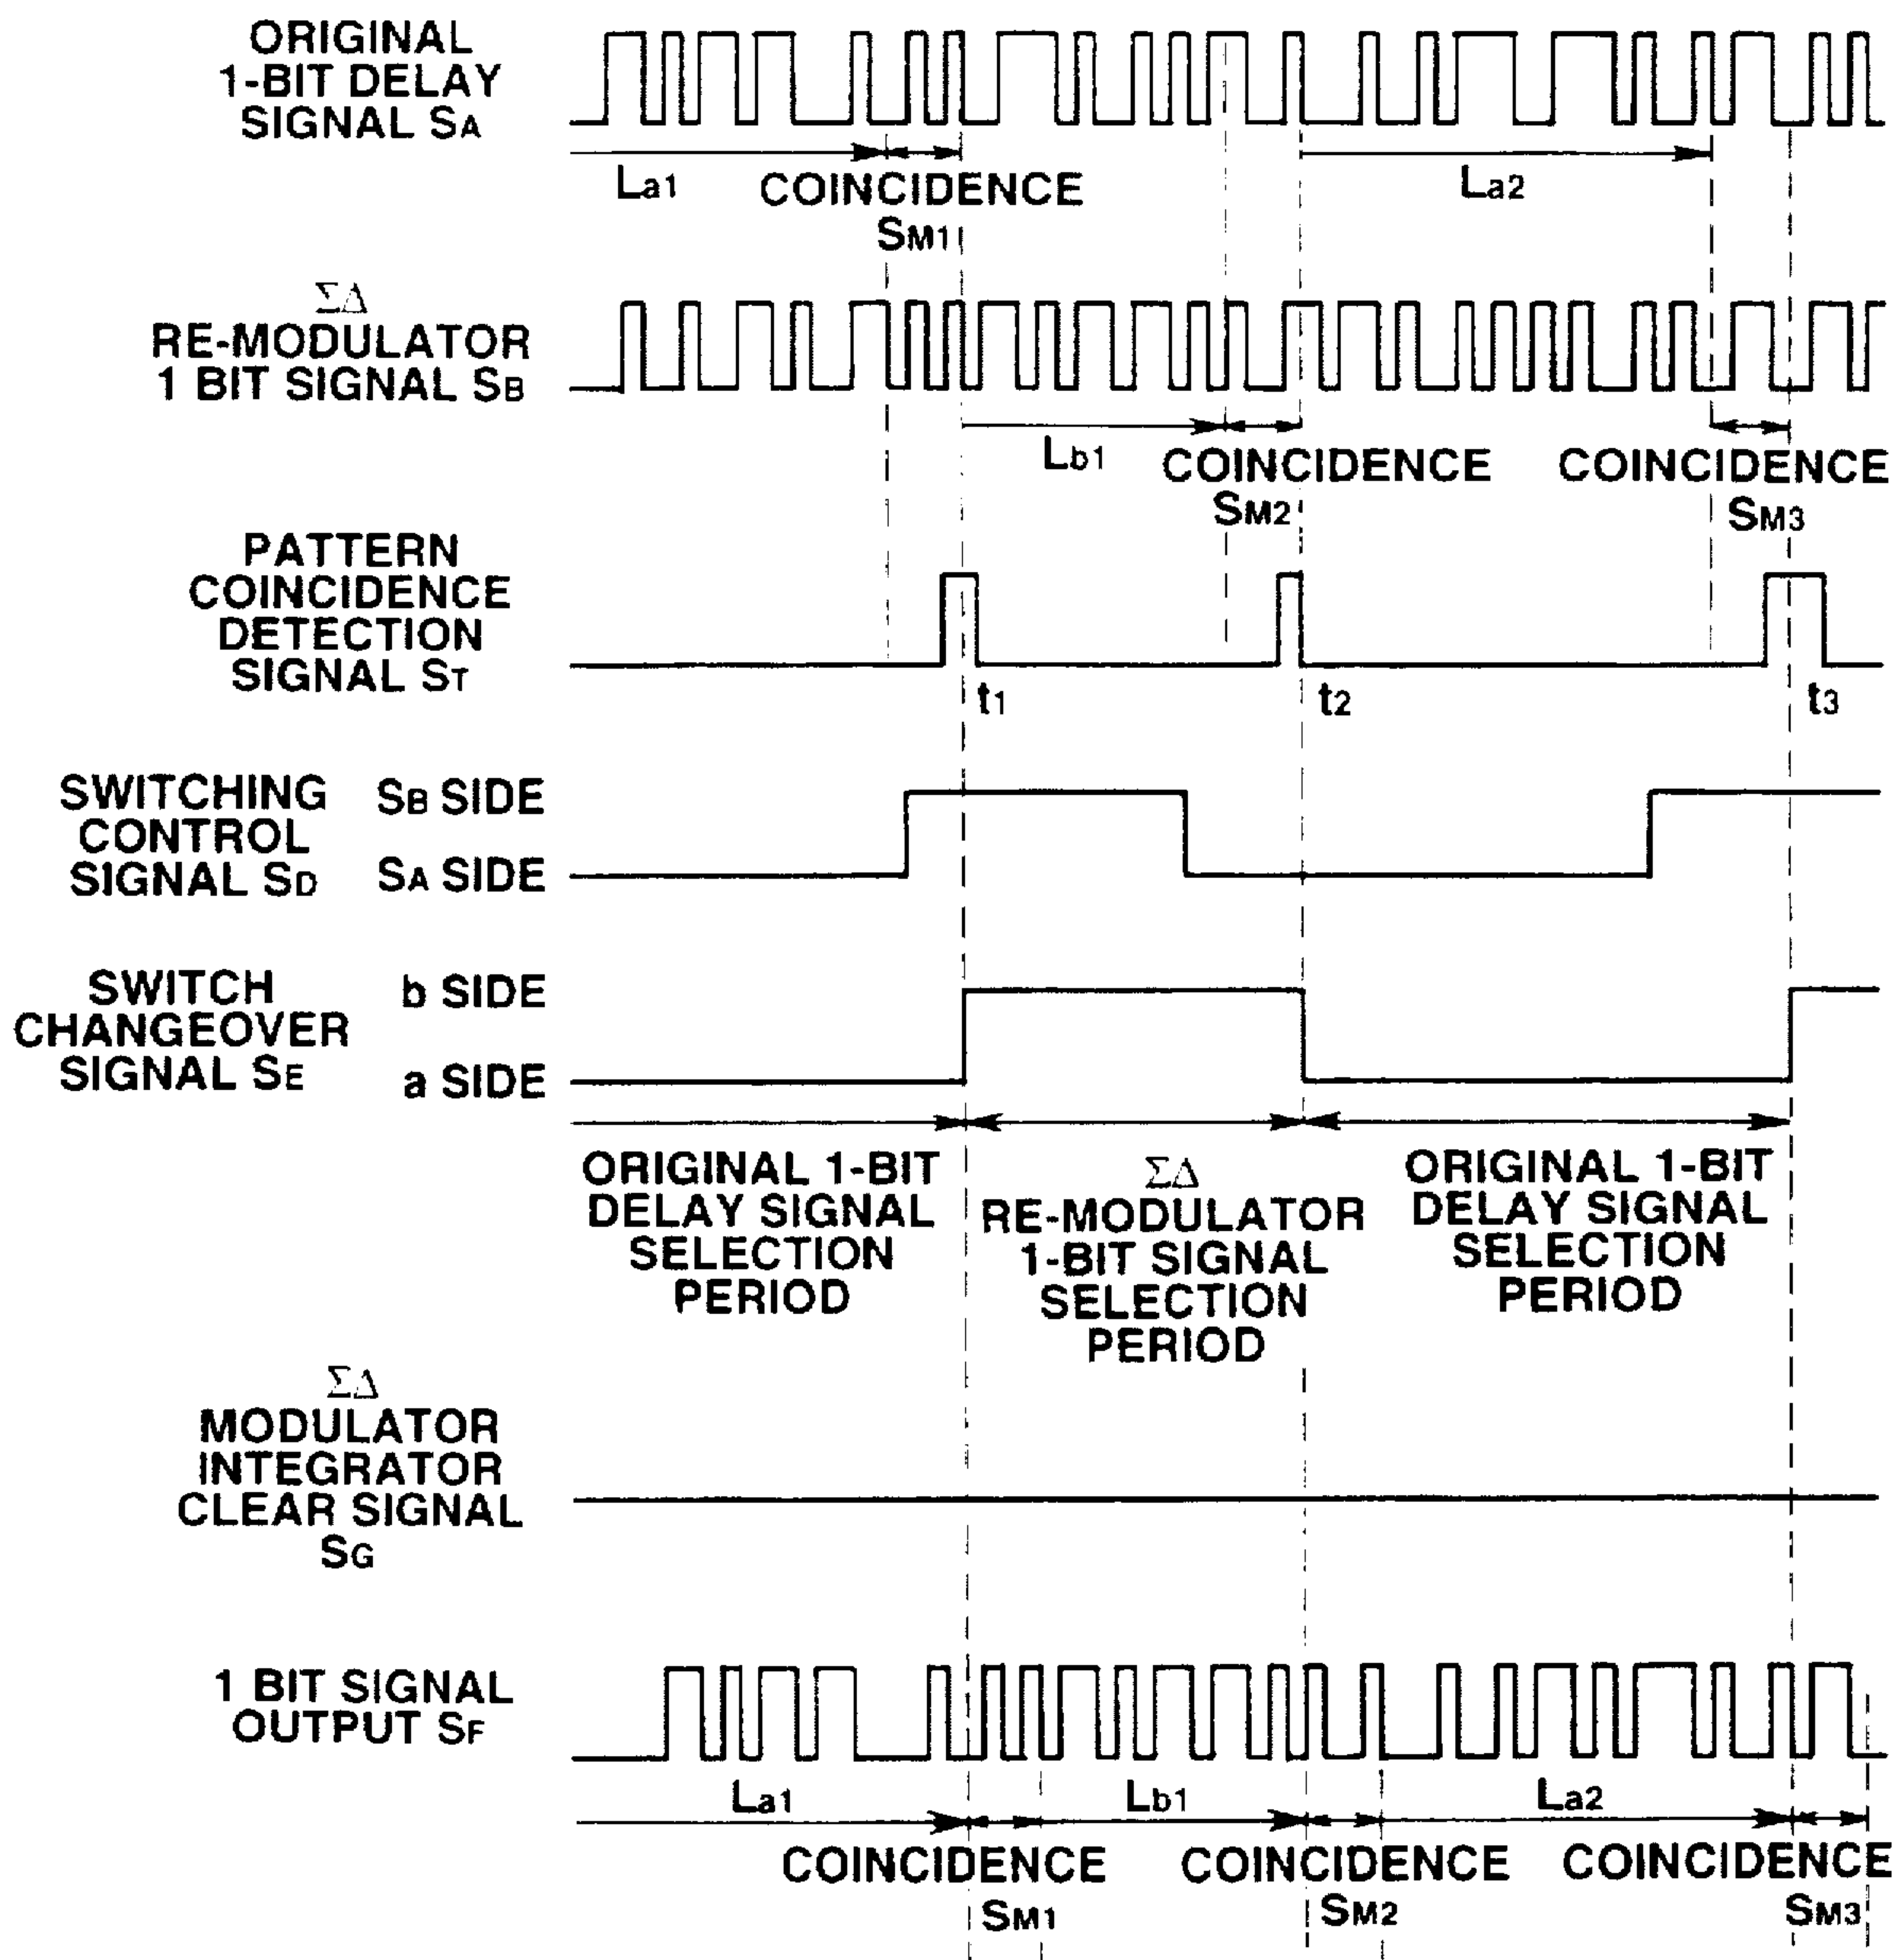 ORIGINAL
1-BIT DELAY
SIGNAL SA
La1
COINCIDENCE
SM1
La2
ΣΔ
RE-MODULATOR
1 BIT SIGNAL SB
Lb1
COINCIDENCE
SM2
COINCIDENCE
SM3
PATTERN
COINCIDENCE
DETECTION
SIGNAL ST
t1
t2
t3
SWITCHING
CONTROL
SIGNAL SD
SB SIDE
SA SIDE
SWITCH
CHANGEOVER
SIGNAL SE
b SIDE
a SIDE
ORIGINAL 1-BIT
DELAY SIGNAL
SELECTION
PERIOD
ΣΔ
RE-MODULATOR
1-BIT SIGNAL
SELECTION
PERIOD
ORIGINAL 1-BIT
DELAY SIGNAL
SELECTION
PERIOD
ΣΔ
MODULATOR
INTEGRATOR
CLEAR SIGNAL
SG
1 BIT SIGNAL
OUTPUT SF
La1
Lb1
La2
COINCIDENCE
SM1
COINCIDENCE
SM2
COINCIDENCE
SM3